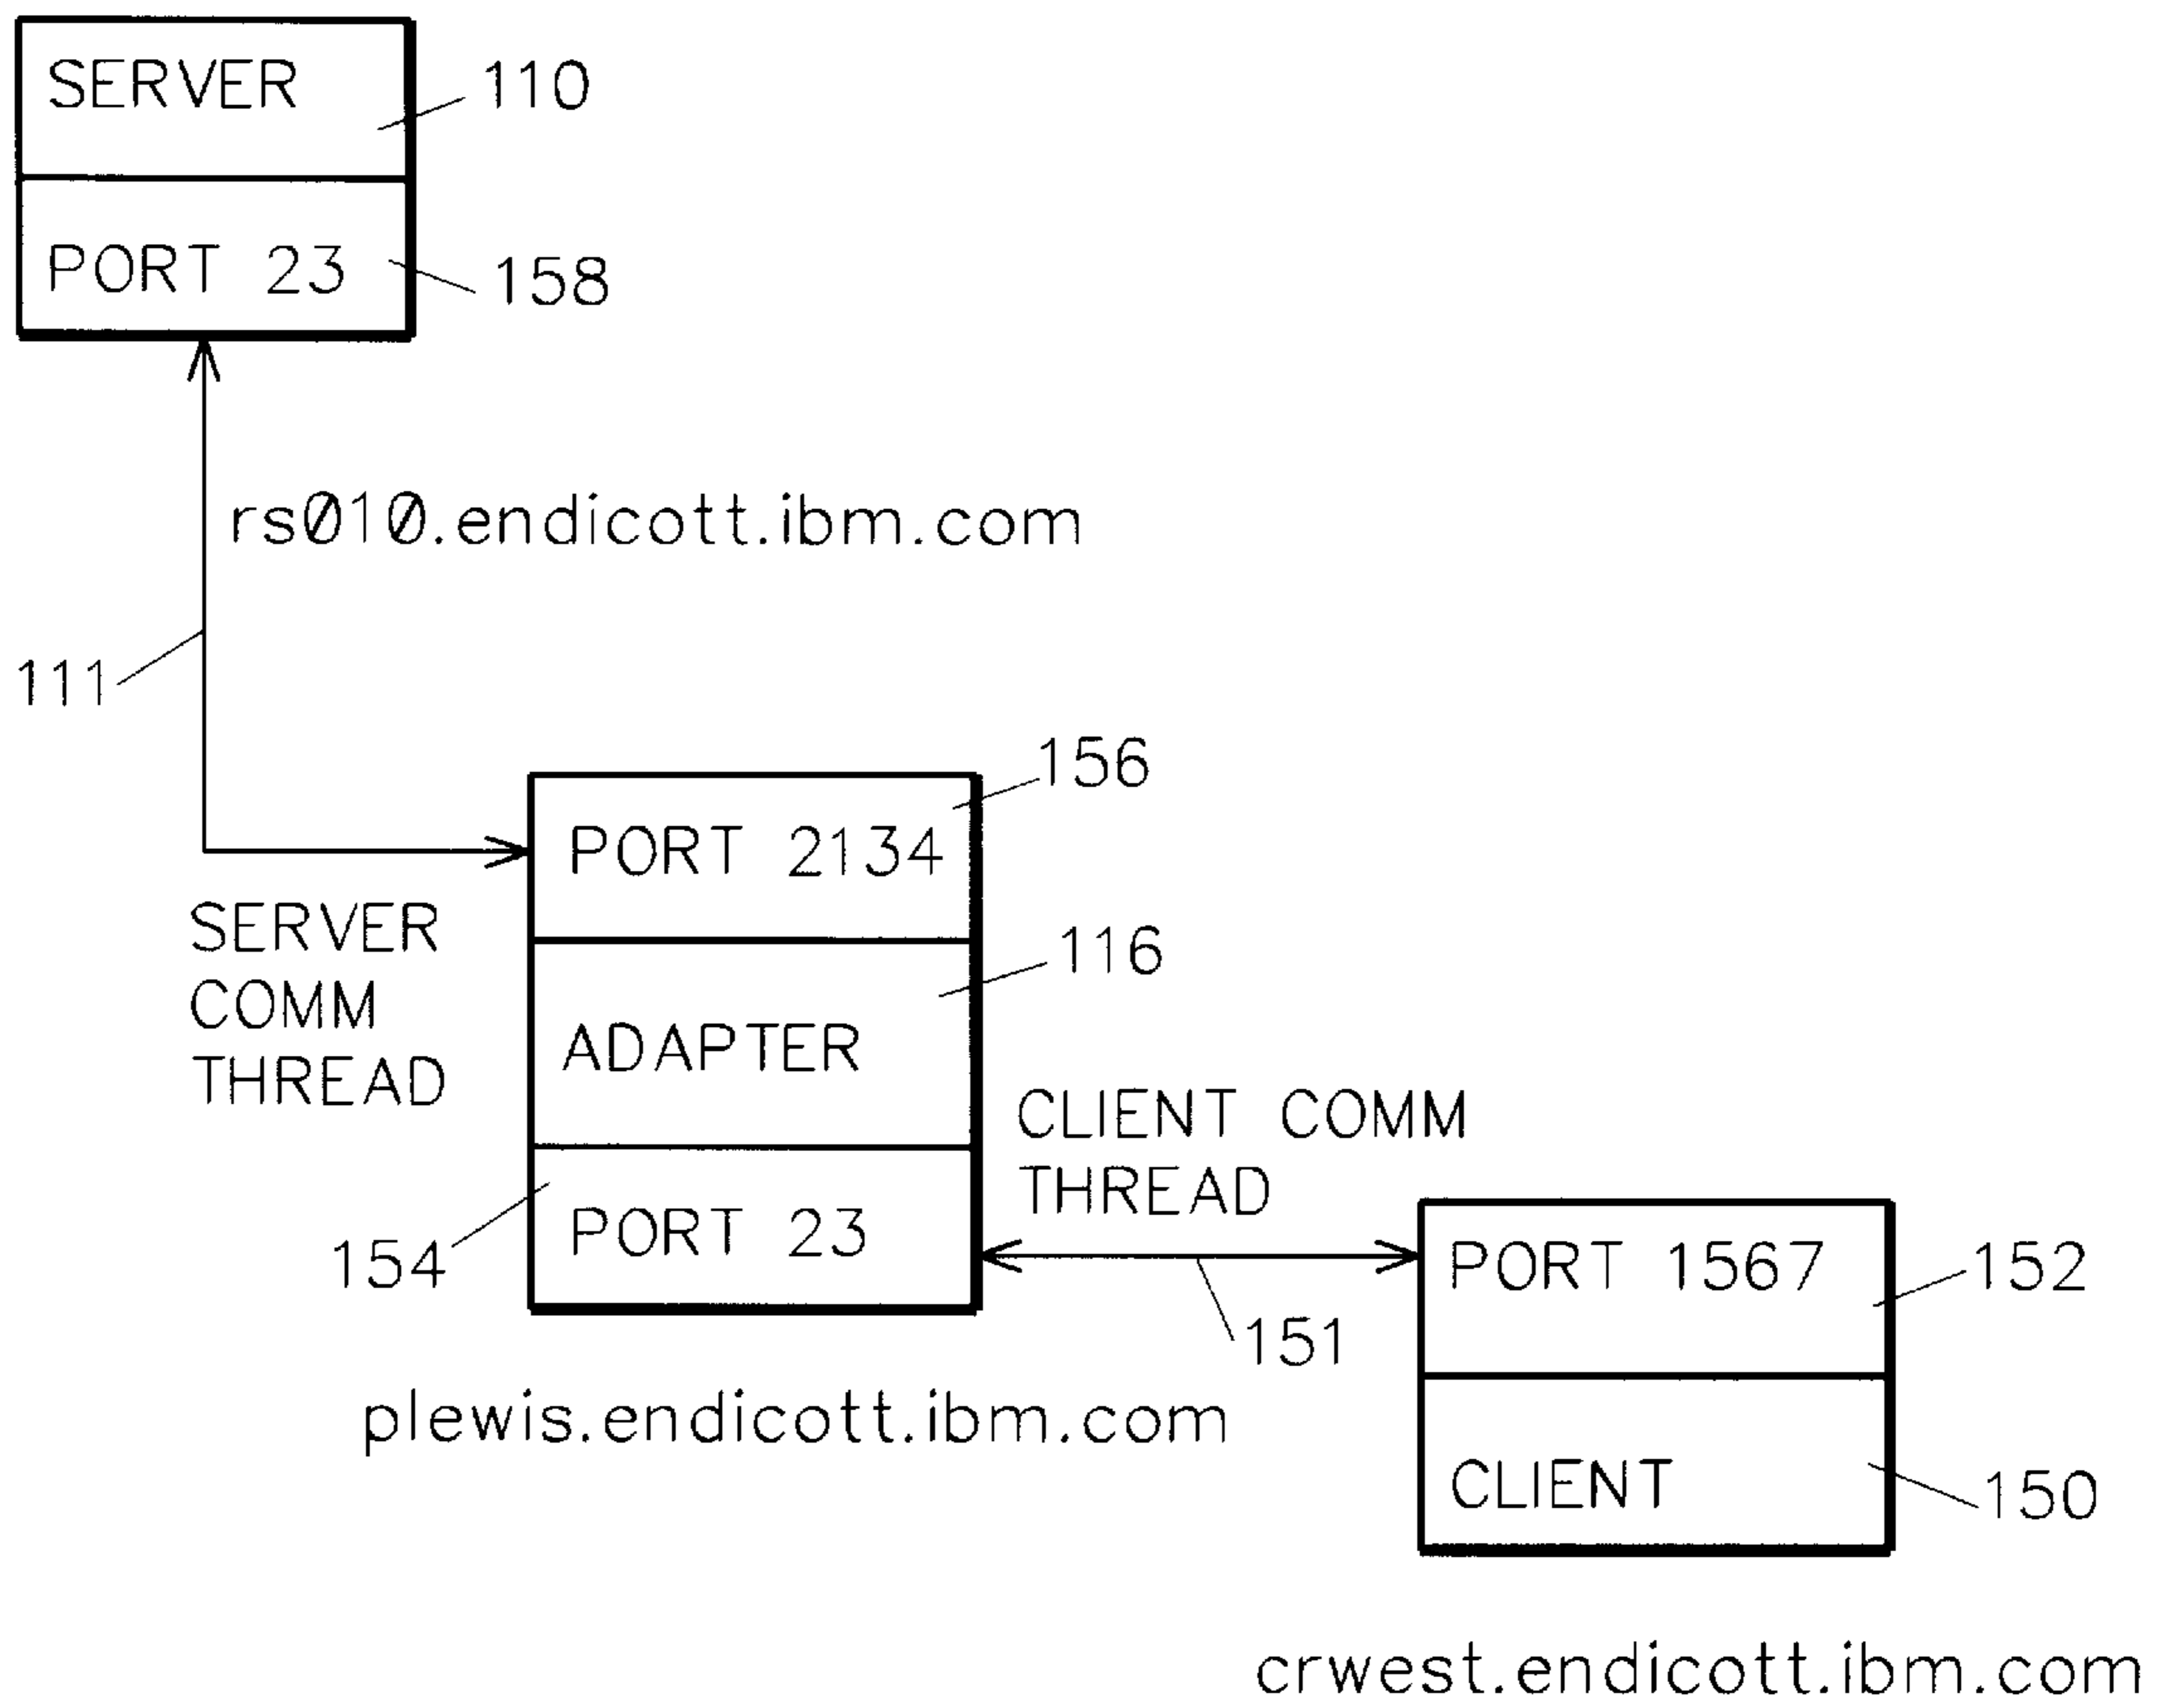 SERVER
110
PORT 23
158
rs010.endicott.ibm.com
111
156
PORT 2134
SERVER
COMM
THREAD
116
ADAPTER
CLIENT COMM
THREAD
154
PORT 23
PORT 1567
152
151
plewis.endicott.ibm.com
CLIENT
150
crwest.endicott.ibm.com